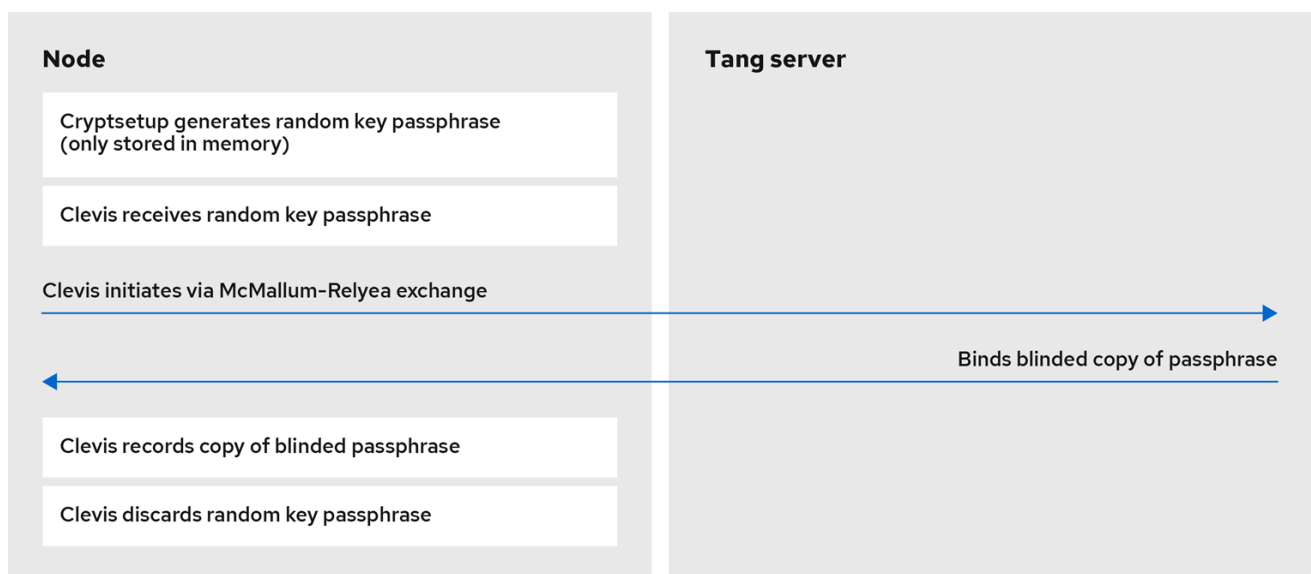 Node
Tang server
Cryptsetup generates random key passphrase
(only stored in memory)
Clevis receives random key passphrase
Clevis initiates via McMallum-Relyea exchange
Binds blinded copy of passphrase
Clevis records copy of blinded passphrase
Clevis discards random key passphrase